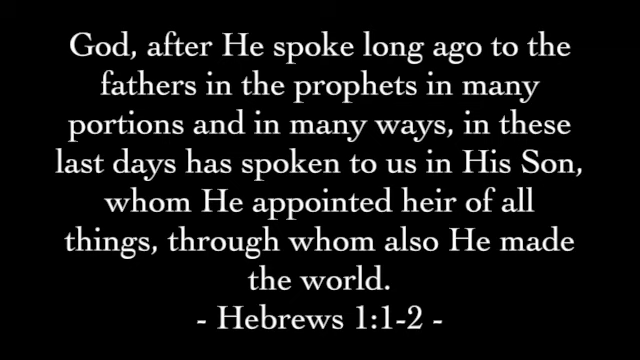 God, after He spoke long ago to the
fathers in the prophets in many
portions and in many ways, in these
last days has spoken to us in His Son,
whom He appointed heir of all
things, through whom also He made
the world.
- Hebrews 1:1-2 -